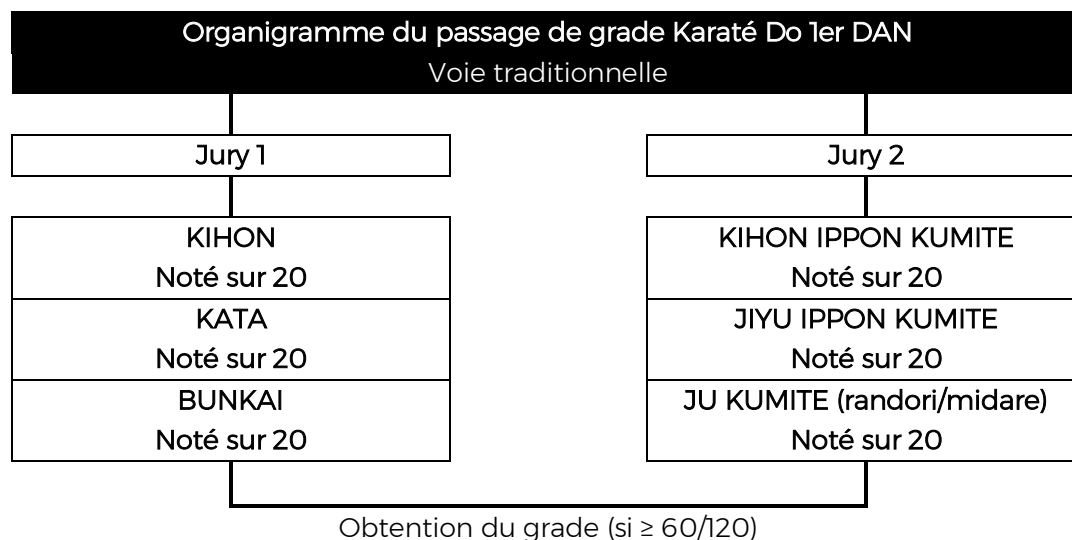 Organigramme du passage de grade Karaté Do 1er DAN
Voie traditionnelle
Jury 1
KIHON
Noté sur 20
KATA
Noté sur 20
BUNKAI
Noté sur 20
Jury 2
KIHON IPPON KUMITE
Noté sur 20
JIYU IPPON KUMITE
Noté sur 20
JU KUMITE (randori/midare)
Noté sur 20
Obtention du grade (si ≥ 60/120)